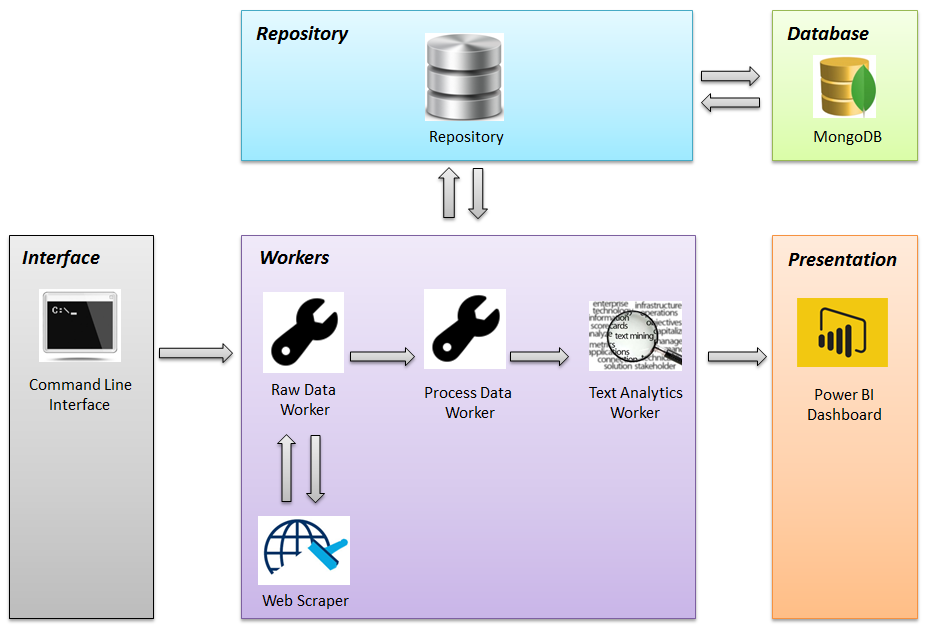 Repository
Repository
Database
MongoDB
Interface
C:\_
Command Line
Interface
Workers
Raw Data
Worker
Process Data
Worker
enterprise infrastructure
technology operations
information
scorecards objectives
analyze text mining capitaliz
metrics manage
applications
connection technic
solution stakeholder
Text Analytics
Worker
Web Scraper
Presentation
Power BI
Dashboard